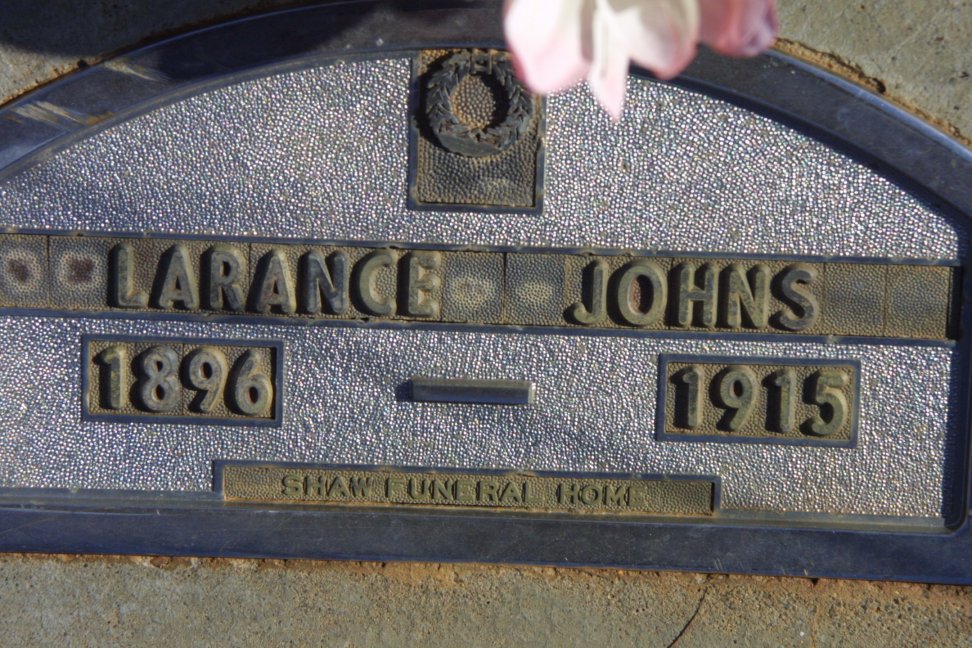 LARANCE JOHNS
1896 — 1915
SHAW FUNERAL HOME